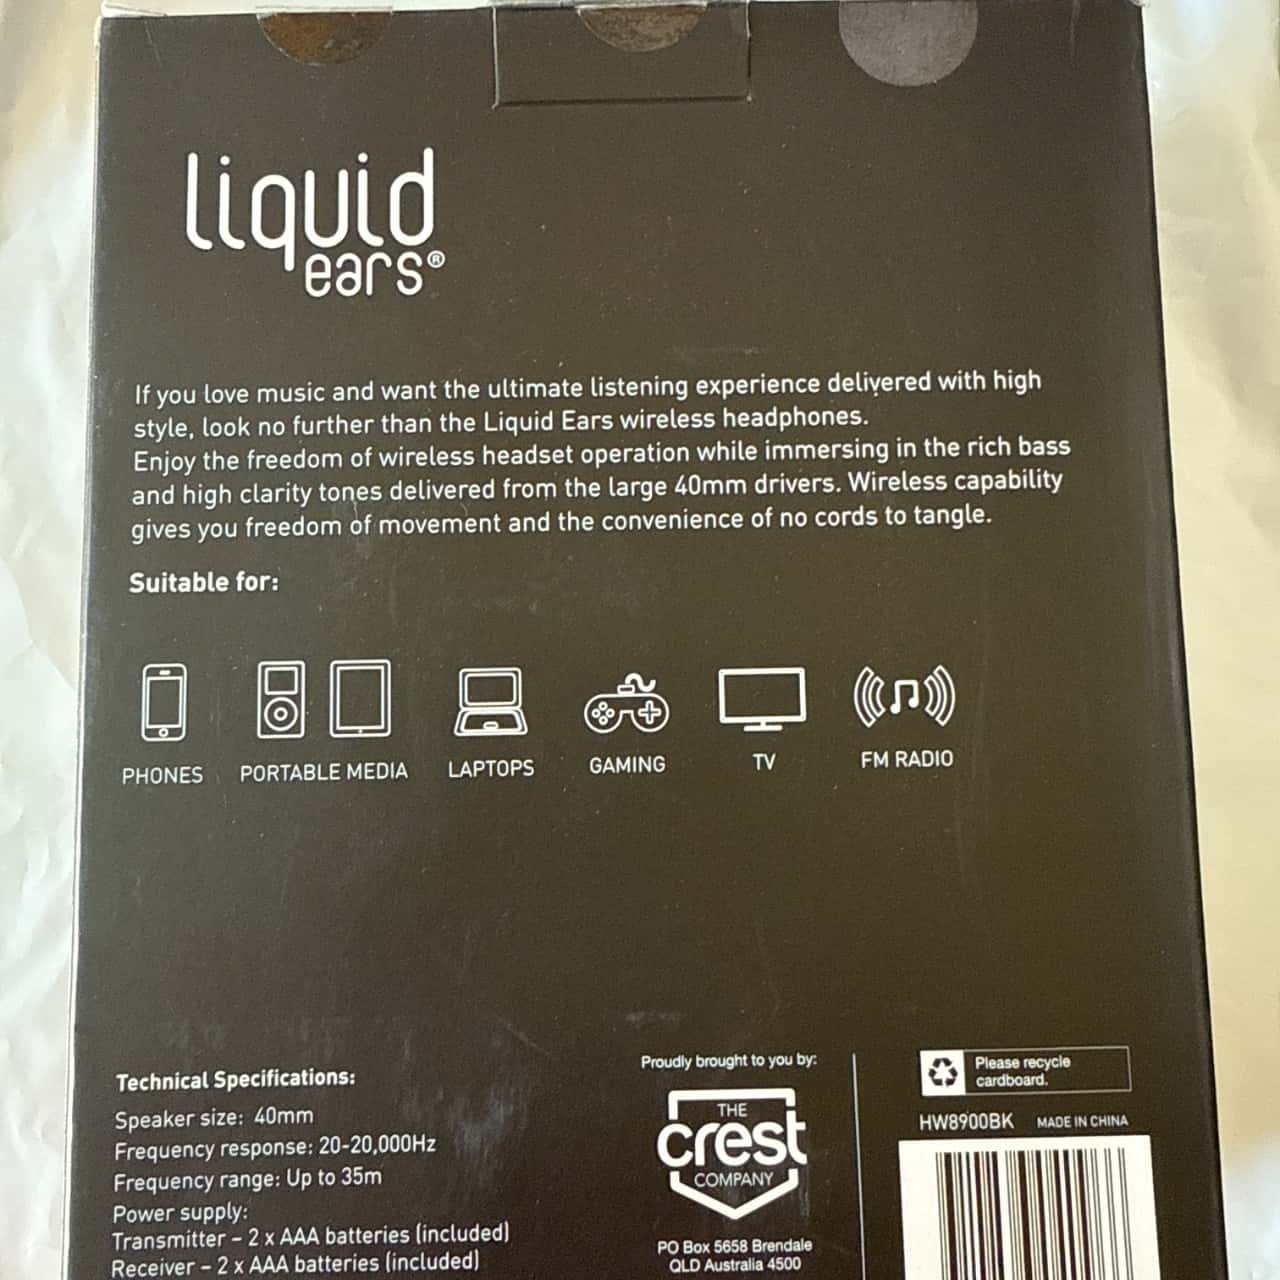 liquid
ears®
If you love music and want the ultimate listening experience delivered with high
style, look no further than the Liquid Ears wireless headphones.
Enjoy the freedom of wireless headset operation while immersing in the rich bass
and high clarity tones delivered from the large 40mm drivers. Wireless capability
gives you freedom of movement and the convenience of no cords to tangle.
Suitable for:
PHONES
PORTABLE MEDIA
LAPTOPS
GAMING
TV
FM RADIO
Technical Specifications:
Speaker size: 40mm
Frequency response: 20-20,000Hz
Frequency range: Up to 35m
Power supply:
Transmitter – 2 x AAA batteries (included)
Receiver – 2 x AAA batteries (included)
Proudly brought to you by:
THE
crest
COMPANY
PO Box 5658 Brendale
QLD Australia 4500
Please recycle
cardboard.
HW8900BK MADE IN CHINA